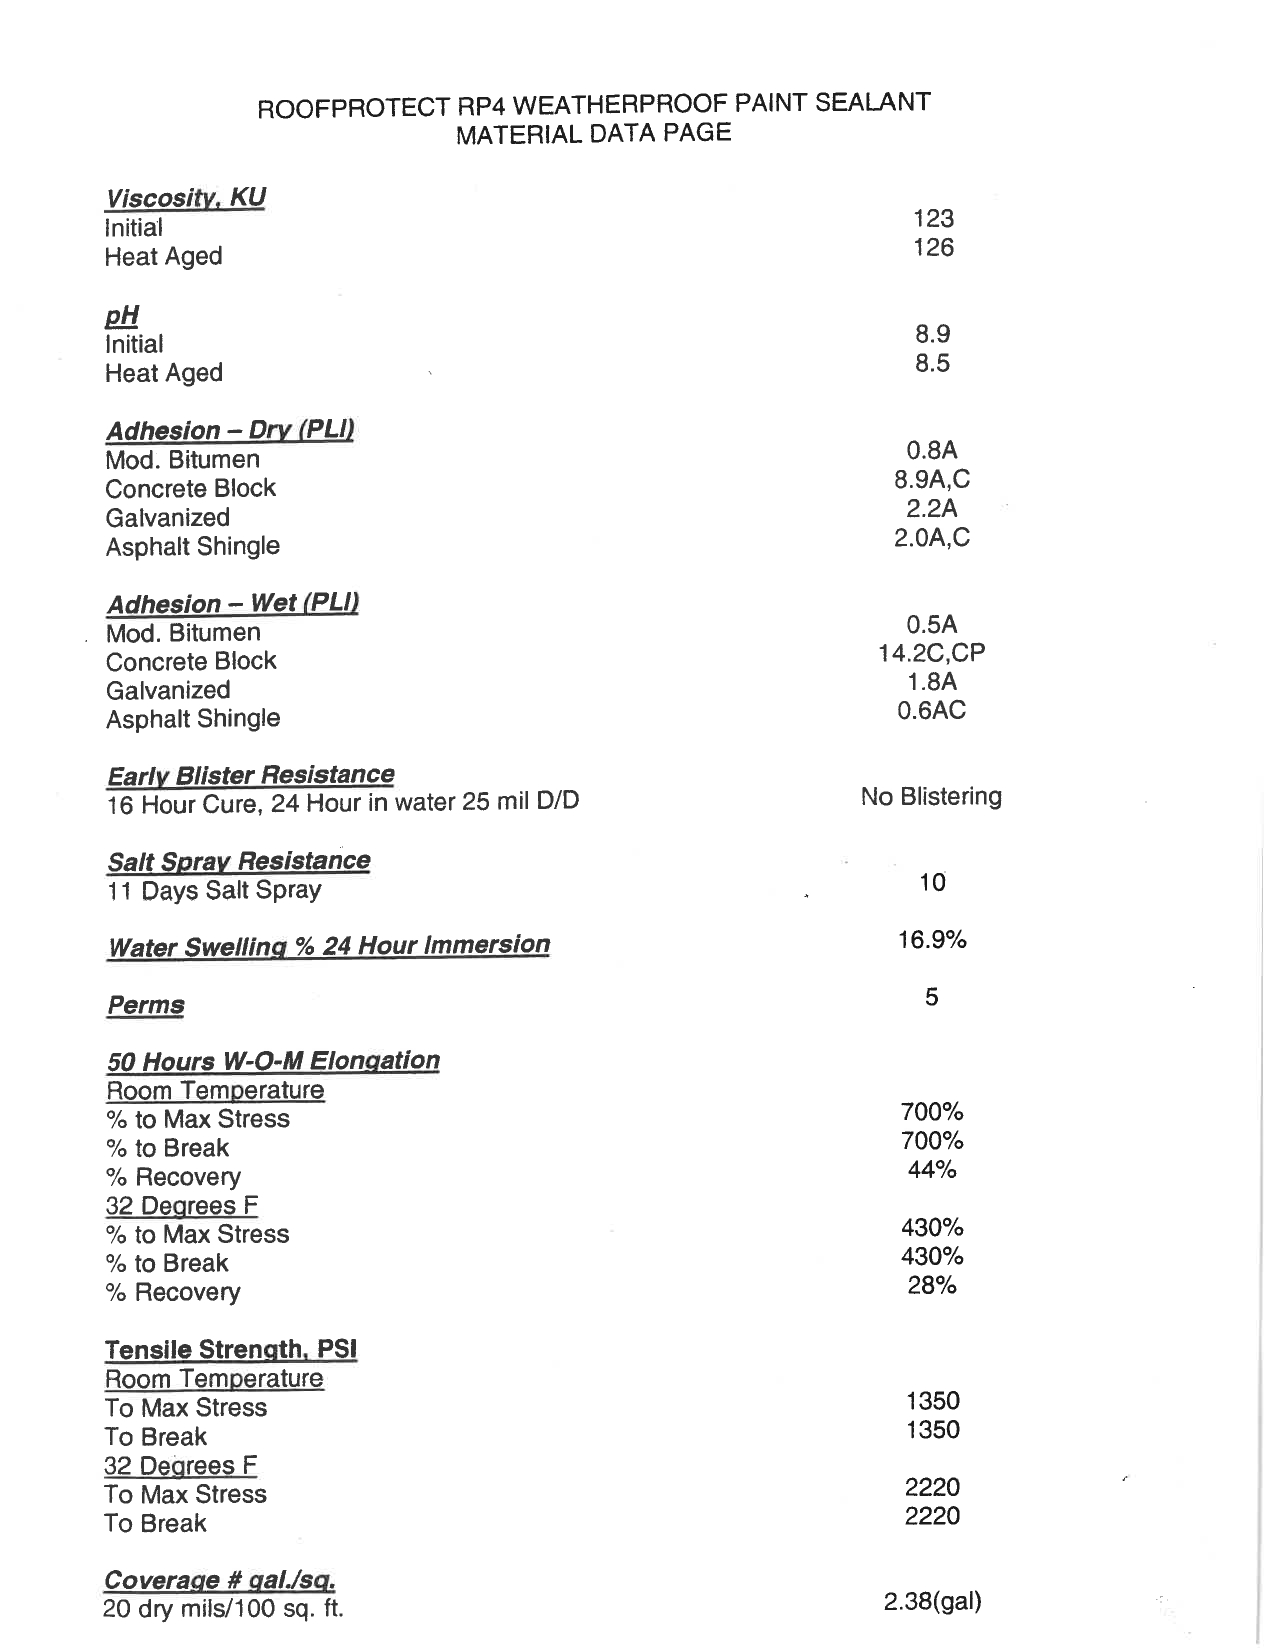 ROOFPROTECT RP4 WEATHERPROOF PAINT SEALANT
MATERIAL DATA PAGE
Viscosity, KU
Initial 123
Heat Aged 126
pH
Initial 8.9
Heat Aged 8.5
Adhesion – Dry (PLI)
Mod. Bitumen 0.8A
Concrete Block 8.9A,C
Galvanized 2.2A
Asphalt Shingle 2.0A,C
Adhesion – Wet (PLI)
Mod. Bitumen 0.5A
Concrete Block 14.2C,CP
Galvanized 1.8A
Asphalt Shingle 0.6AC
Early Blister Resistance
16 Hour Cure, 24 Hour in water 25 mil D/D No Blistering
Salt Spray Resistance
11 Days Salt Spray 10
Water Swelling % 24 Hour Immersion 16.9%
Perms 5
50 Hours W-O-M Elongation
Room Temperature
% to Max Stress 700%
% to Break 700%
% Recovery 44%
32 Degrees F
% to Max Stress 430%
% to Break 430%
% Recovery 28%
Tensile Strength, PSI
Room Temperature
To Max Stress 1350
To Break 1350
32 Degrees F
To Max Stress 2220
To Break 2220
Coverage # gal./sq.
20 dry mils/100 sq. ft. 2.38(gal)